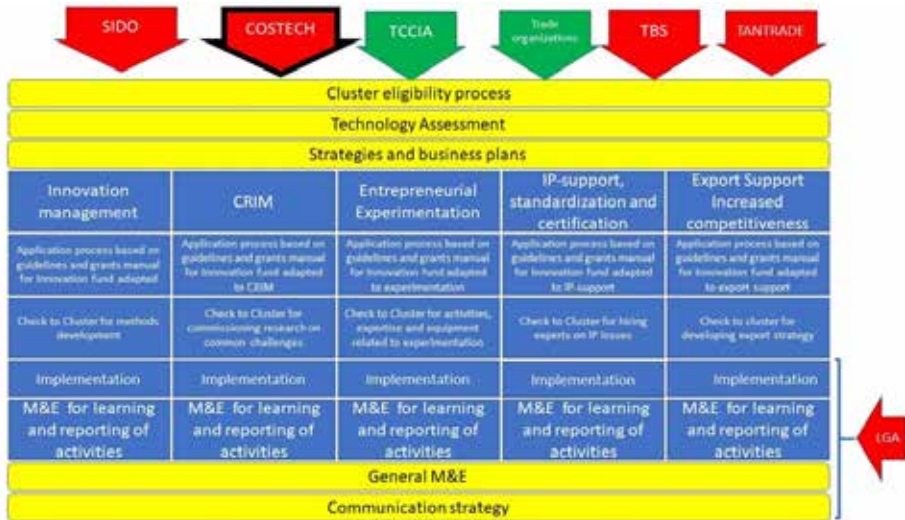 SIDO
COSTECH
TCCIA
Trade
organizations
TBS
TANTRADE
Cluster eligibility process
Technology Assessment
Strategies and business plans
Innovation
management
CRIM
Entrepreneurial
Experimentation
IP-support,
standardization and
certification
Export Support
Increased
competitiveness
Application process based on
guidelines and grants manual
for Innovation fund adapted
Application process based on
guidelines and grants manual
for Innovation fund adapted
to CRIM
Application process based on
guidelines and grants manual
for Innovation fund adapted
to experimentation
Application process based on
guidelines and grants manual
for Innovation fund adapted
to IP-support
Application process based on
guidelines and grants manual
for Innovation fund adapted
to export support
Check to Cluster for methods
development
Check to Cluster for
commissioning research on
common challenges
Check to Cluster for activities,
expertise and equipment
related to experimentation
Check to Cluster for hiring
experts on IP issues
Check to cluster for
developing export strategy
Implementation
Implementation
Implementation
Implementation
Implementation
M&E for learning
and reporting of
activities
M&E for learning
and reporting of
activities
M&E for learning
and reporting of
activities
M&E for learning
and reporting of
activities
M&E for learning
and reporting of
activities
LGA
General M&E
Communication strategy